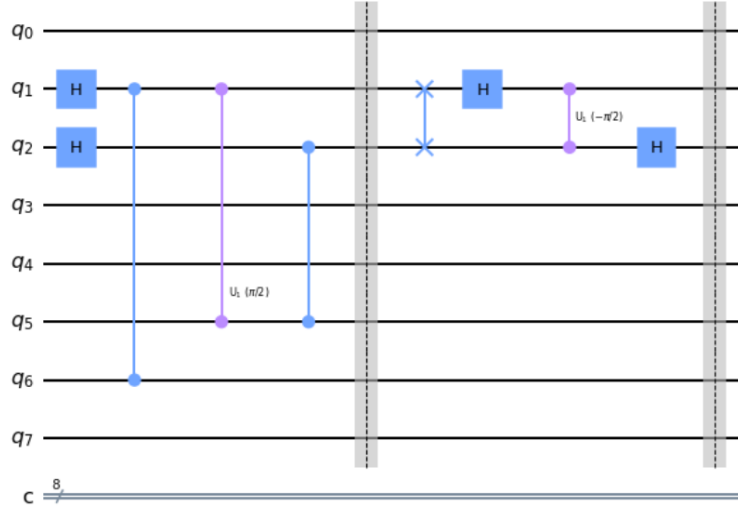 q0
q1 H H
U₁ (−π/2)
q2 H H
q3
q4
U₁ (π/2)
q5
q6
q7
8
c